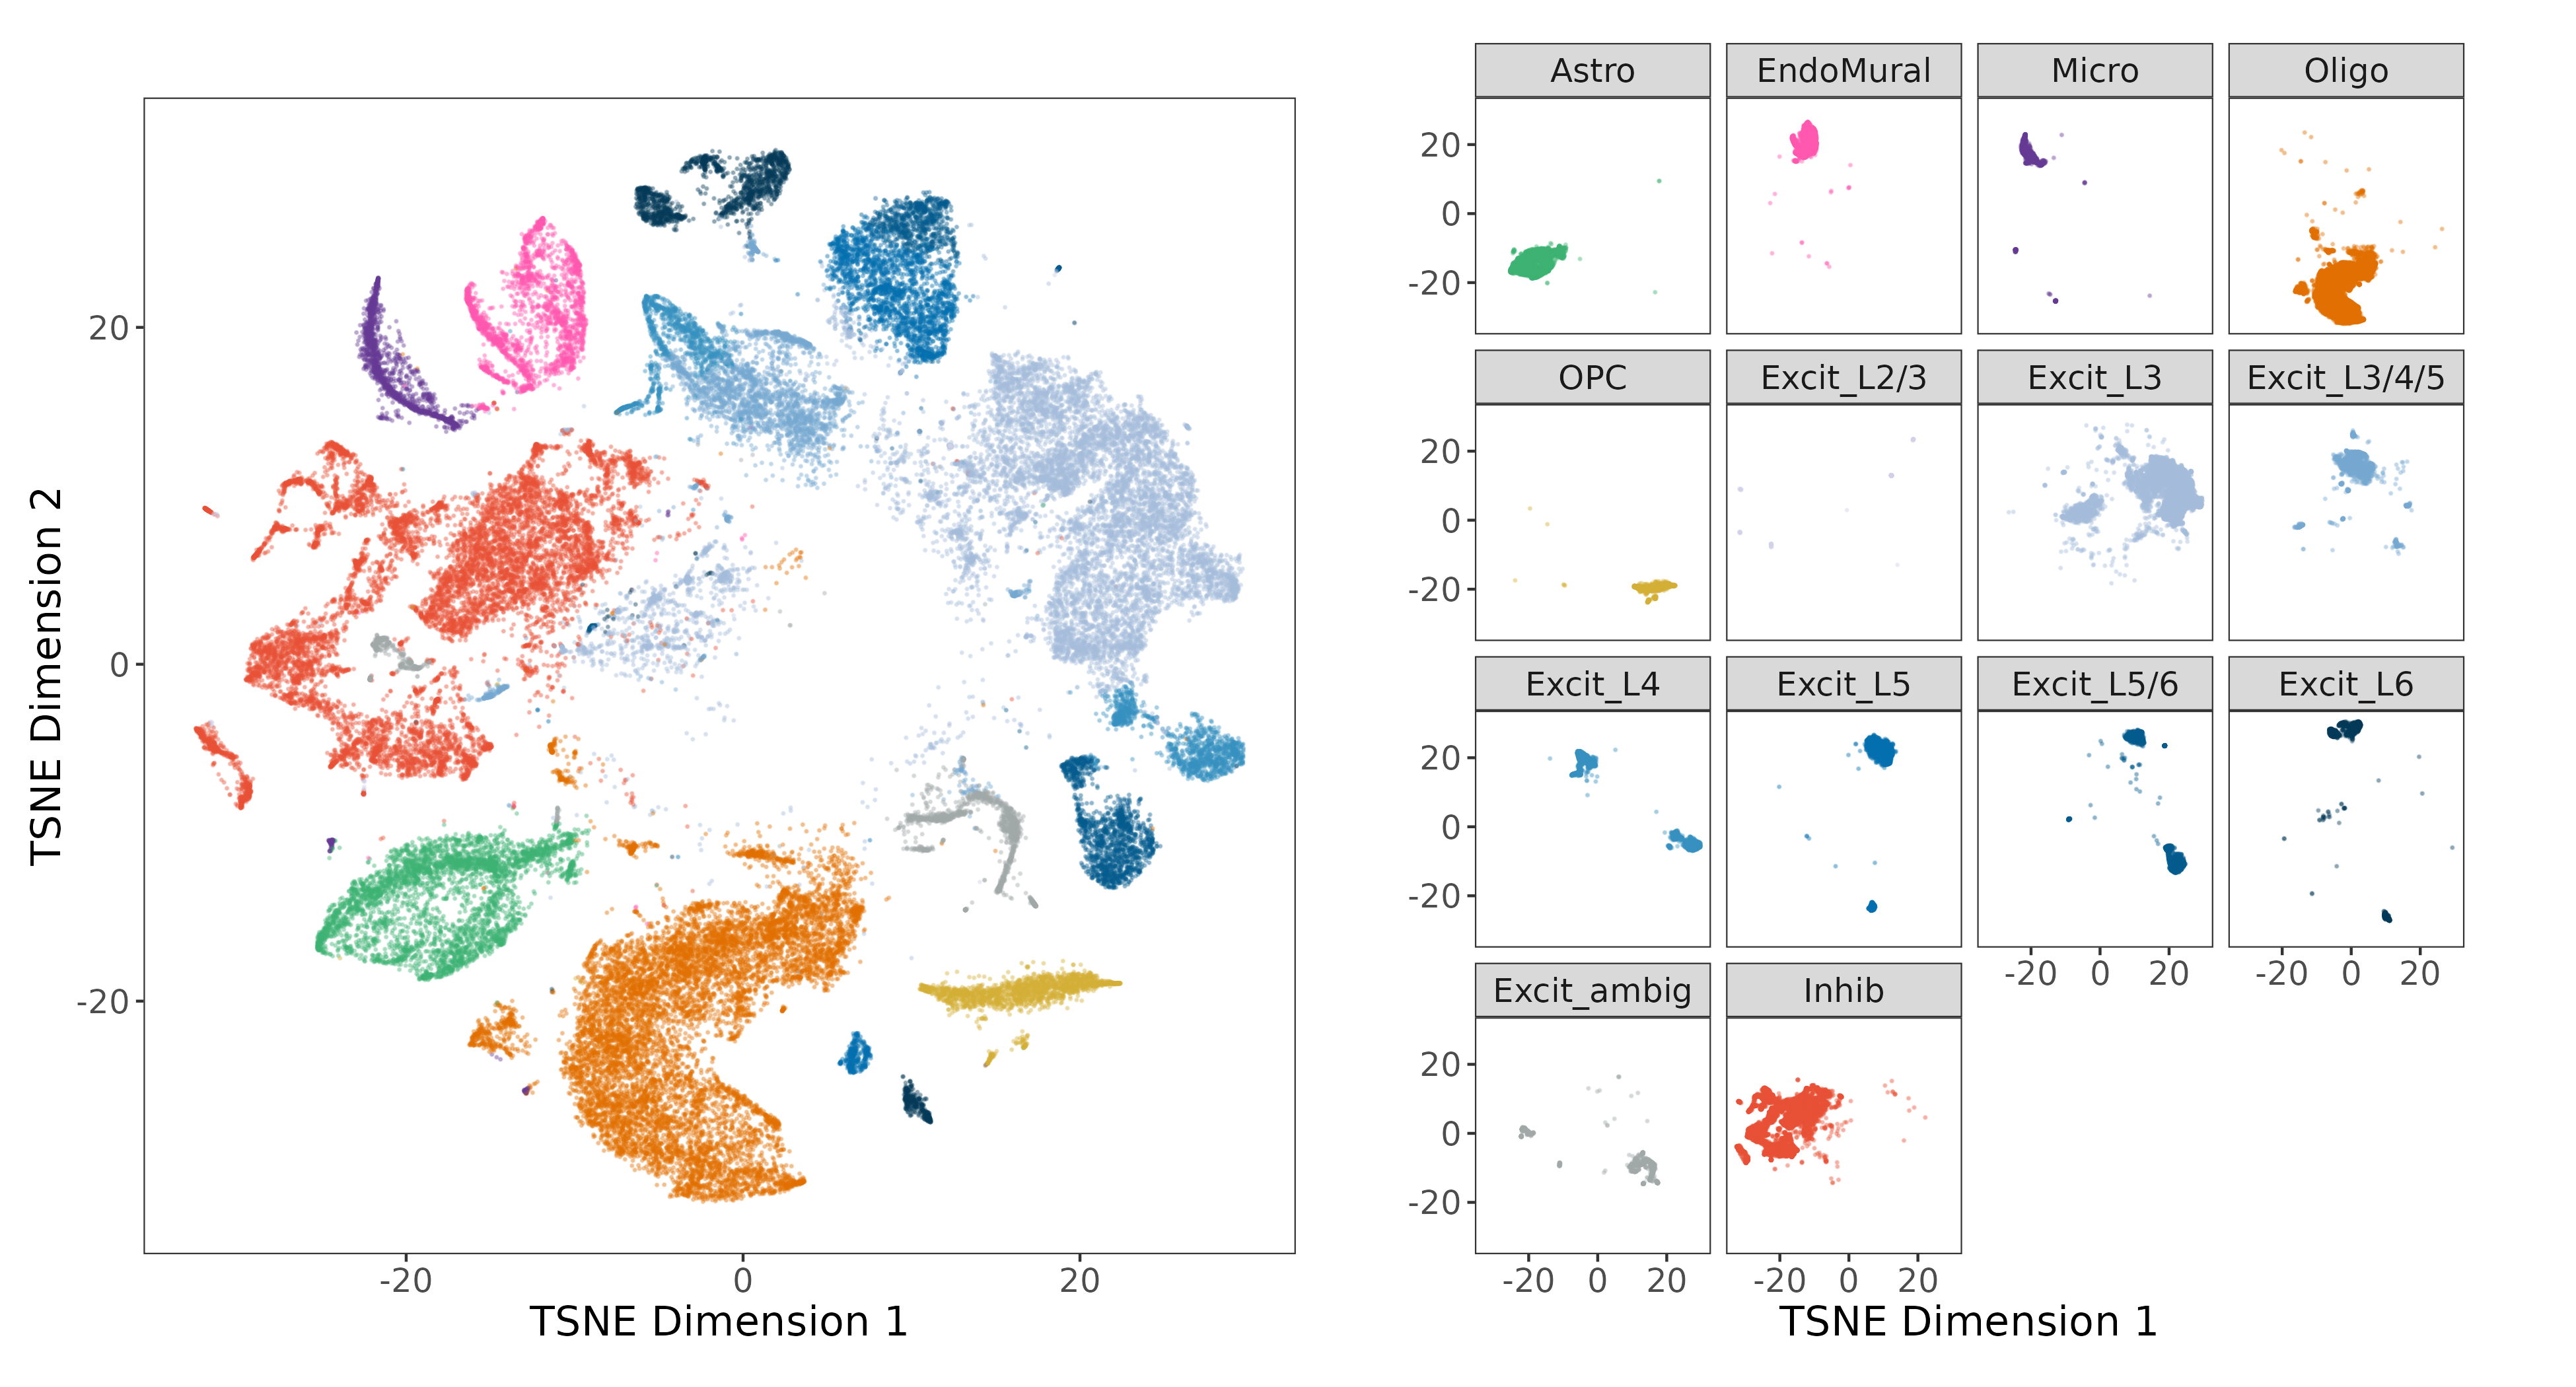 Astro EndoMural Micro Oligo
20
0
-20
OPC Excit_L2/3 Excit_L3 Excit_L3/4/5
20
0
-20
Excit_L4 Excit_L5 Excit_L5/6 Excit_L6
20
0
-20
-20 0 20 -20 0 20
Excit_ambig Inhib
20
0
-20
-20 0 20 -20 0 20
TSNE Dimension 1
20
0
-20
TSNE Dimension 2
-20 0 20
TSNE Dimension 1